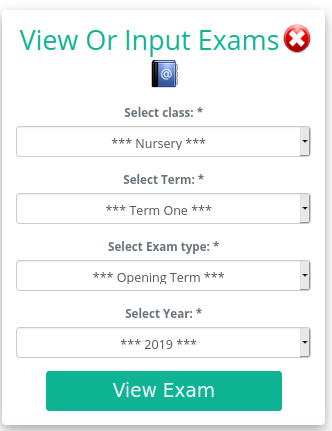 View Or Input Exams
@
Select class: *
*** Nursery ***
Select Term: *
*** Term One ***
Select Exam type: *
*** Opening Term ***
Select Year: *
*** 2019 ***
View Exam